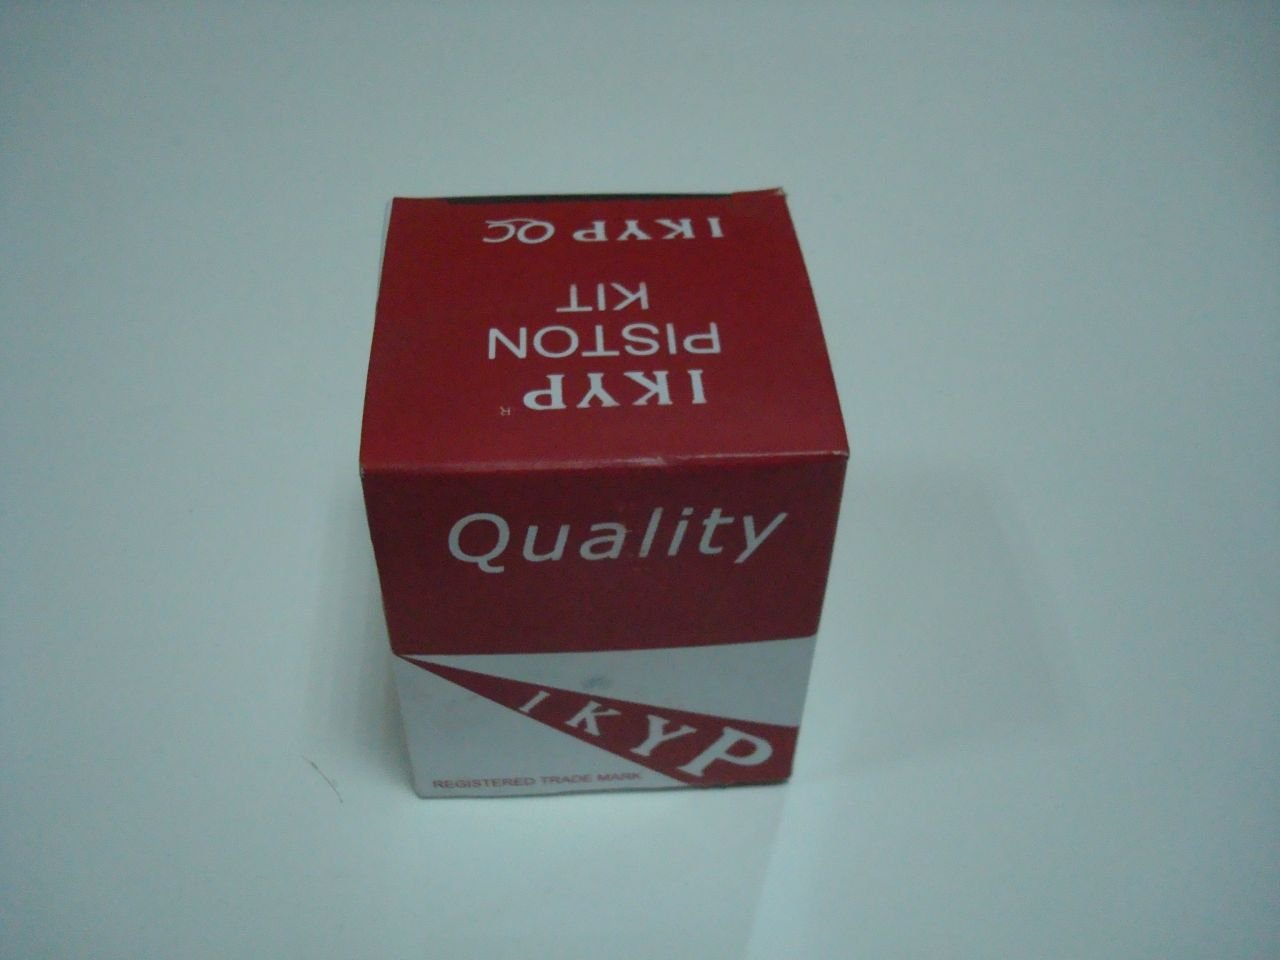 IKYP QC
IKYP R
PISTON
KIT
Quality
IKYP
REGISTERED TRADE MARK